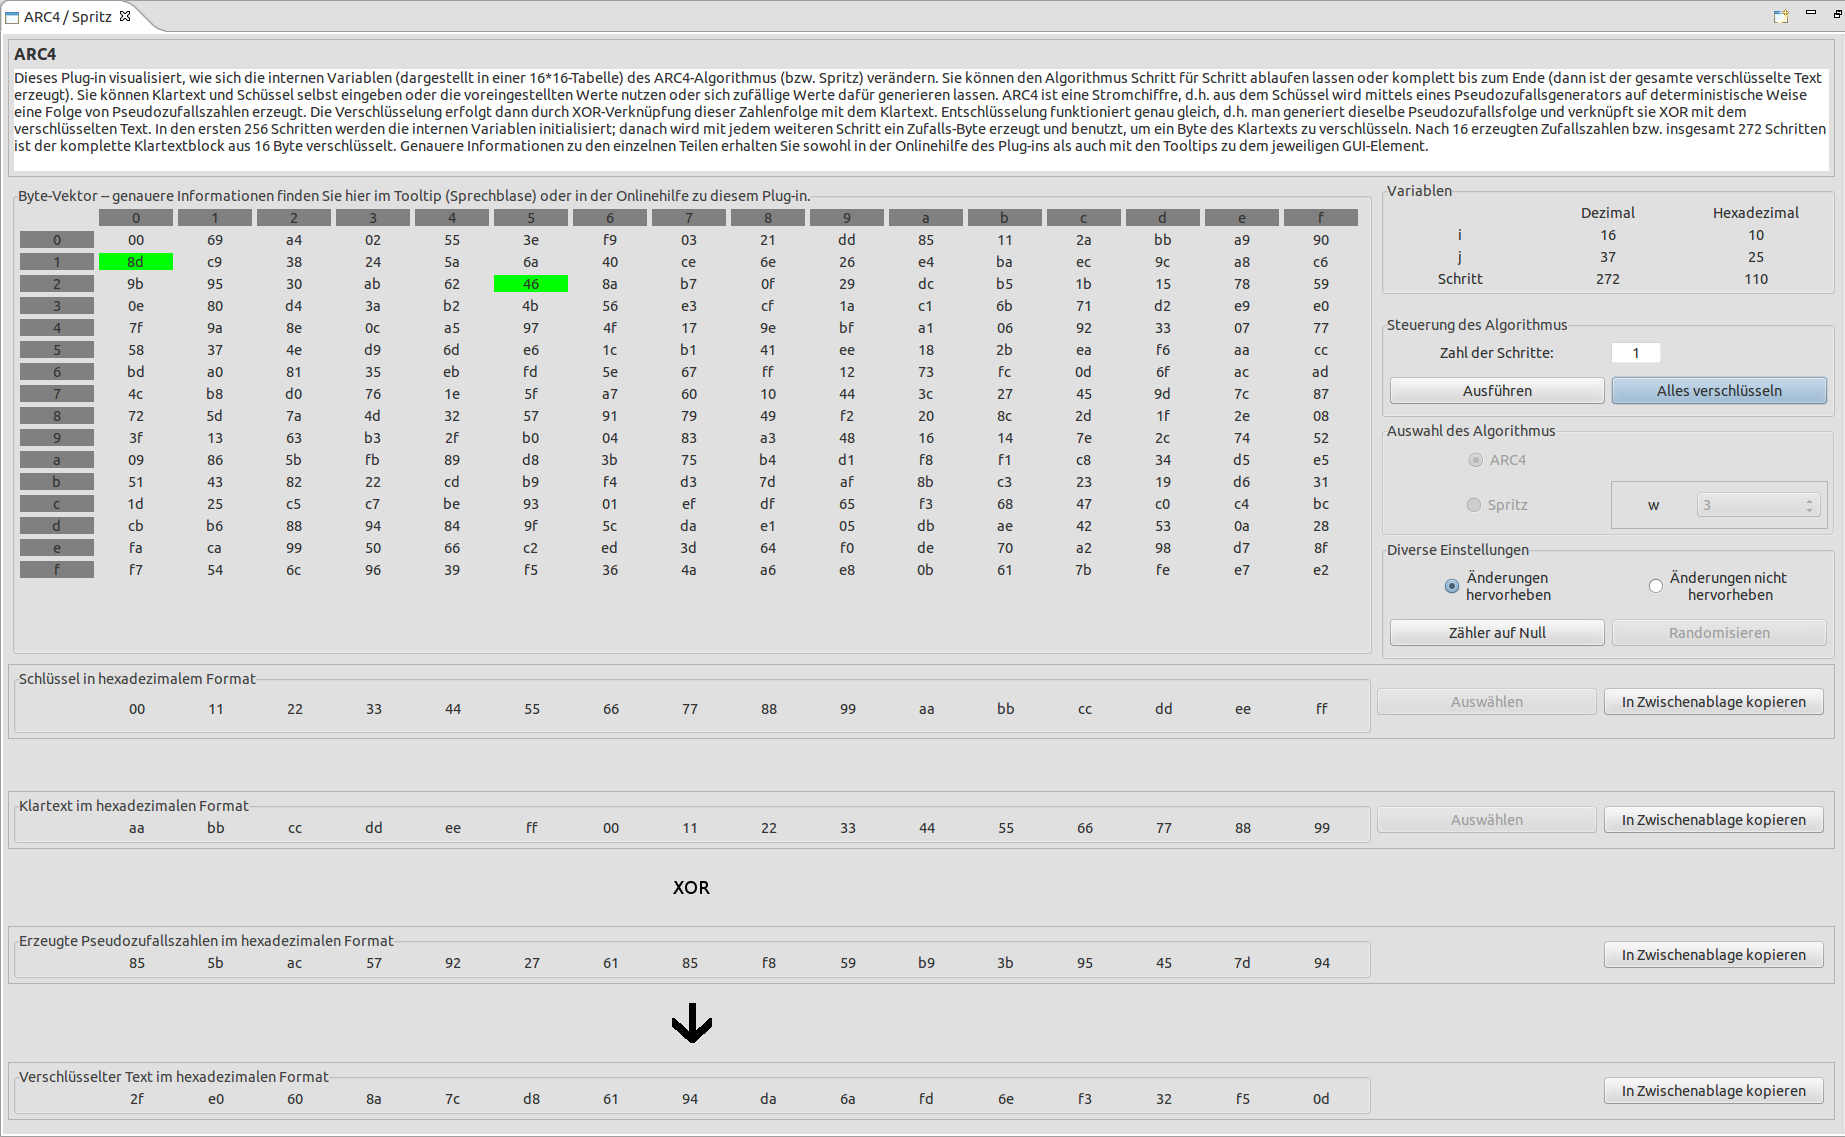 ARC4 / Spritz
ARC4
Dieses Plug-in visualisiert, wie sich die internen Variablen (dargestellt in einer 16*16-Tabelle) des ARC4-Algorithmus (bzw. Spritz) verändern. Sie können den Algorithmus Schritt für Schritt ablaufen lassen oder komplett bis zum Ende (dann ist der gesamte verschlüsselte Text
erzeugt). Sie können Klartext und Schüssel selbst eingeben oder die voreingestellten Werte nutzen oder sich zufällige Werte dafür generieren lassen. ARC4 ist eine Stromchiffre, d.h. aus dem Schüssel wird mittels eines Pseudozufallsgenerators auf deterministische Weise
eine Folge von Pseudozufallszahlen erzeugt. Die Verschlüsselung erfolgt dann durch XOR-Verknüpfung dieser Zahlenfolge mit dem Klartext. Entschlüsselung funktioniert genau gleich, d.h. man generiert dieselbe Pseudozufallsfolge und verknüpft sie XOR mit dem
verschlüsselten Text. In den ersten 256 Schritten werden die internen Variablen initialisiert; danach wird mit jedem weiteren Schritt ein Zufalls-Byte erzeugt und benutzt, um ein Byte des Klartexts zu verschlüsseln. Nach 16 erzeugten Zufallszahlen bzw. insgesamt 272 Schritten
ist der komplette Klartextblock aus 16 Byte verschlüsselt. Genauere Informationen zu den einzelnen Teilen erhalten Sie sowohl in der Onlinehilfe des Plug-ins als auch mit den Tooltips zu dem jeweiligen GUI-Element.
Byte-Vektor -- genauere Informationen finden Sie hier im Tooltip (Sprechblase) oder in der Onlinehilfe zu diesem Plug-in.
0 1 2 3 4 5 6 7 8 9 a b c d e f
0 00 69 a4 02 55 3e f9 03 21 dd 85 11 2a bb a9 90
1 8d c9 38 24 5a 6a 40 ce 6e 26 e4 ba ec 9c a8 c6
2 9b 95 30 ab 62 46 8a b7 0f 29 dc b5 1b 15 78 59
3 0e 80 d4 3a b2 4b 56 e3 cf 1a c1 6b 71 d2 e9 e0
4 7f 9a 8e 0c a5 97 4f 17 9e bf a1 06 92 33 07 77
5 58 37 4e d9 6d e6 1c b1 41 ee 18 2b ea f6 aa cc
6 bd a0 81 35 eb fd 5e 67 ff 12 73 fc 0d 6f ac ad
7 4c b8 d0 76 1e 5f a7 60 10 44 3c 27 45 9d 7c 87
8 72 5d 7a 4d 32 57 91 79 49 f2 20 8c 2d 1f 2e 08
9 3f 13 63 b3 2f b0 04 83 a3 48 16 14 7e 2c 74 52
a 09 86 5b fb 89 d8 3b 75 b4 d1 f8 f1 c8 34 d5 e5
b 51 43 82 22 cd b9 f4 d3 7d af 8b c3 23 19 d6 31
c 1d 25 c5 c7 be 93 01 ef df 65 f3 68 47 c0 c4 bc
d cb b6 88 94 84 9f 5c da e1 05 db ae 42 53 0a 28
e fa ca 99 50 66 c2 ed 3d 64 f0 de 70 a2 98 d7 8f
f f7 54 6c 96 39 f5 36 4a a6 e8 0b 61 7b fe e7 e2
Variablen
Dezimal Hexadezimal
i 16 10
j 37 25
Schritt 272 110
Steuerung des Algorithmus
Zahl der Schritte: 1
Ausführen Alles verschlüsseln
Auswahl des Algorithmus
ARC4
Spritz w 3
Diverse Einstellungen
Änderungen hervorheben
Änderungen nicht hervorheben
Zähler auf Null Randomisieren
Schlüssel in hexadezimalem Format
00 11 22 33 44 55 66 77 88 99 aa bb cc dd ee ff
Auswählen In Zwischenablage kopieren
Klartext im hexadezimalen Format
aa bb cc dd ee ff 00 11 22 33 44 55 66 77 88 99
Auswählen In Zwischenablage kopieren
XOR
Erzeugte Pseudozufallszahlen im hexadezimalen Format
85 5b ac 57 92 27 61 85 f8 59 b9 3b 95 45 7d 94
In Zwischenablage kopieren
Verschlüsselter Text im hexadezimalen Format
2f e0 60 8a 7c d8 61 94 da 6a fd 6e f3 32 f5 0d
In Zwischenablage kopieren